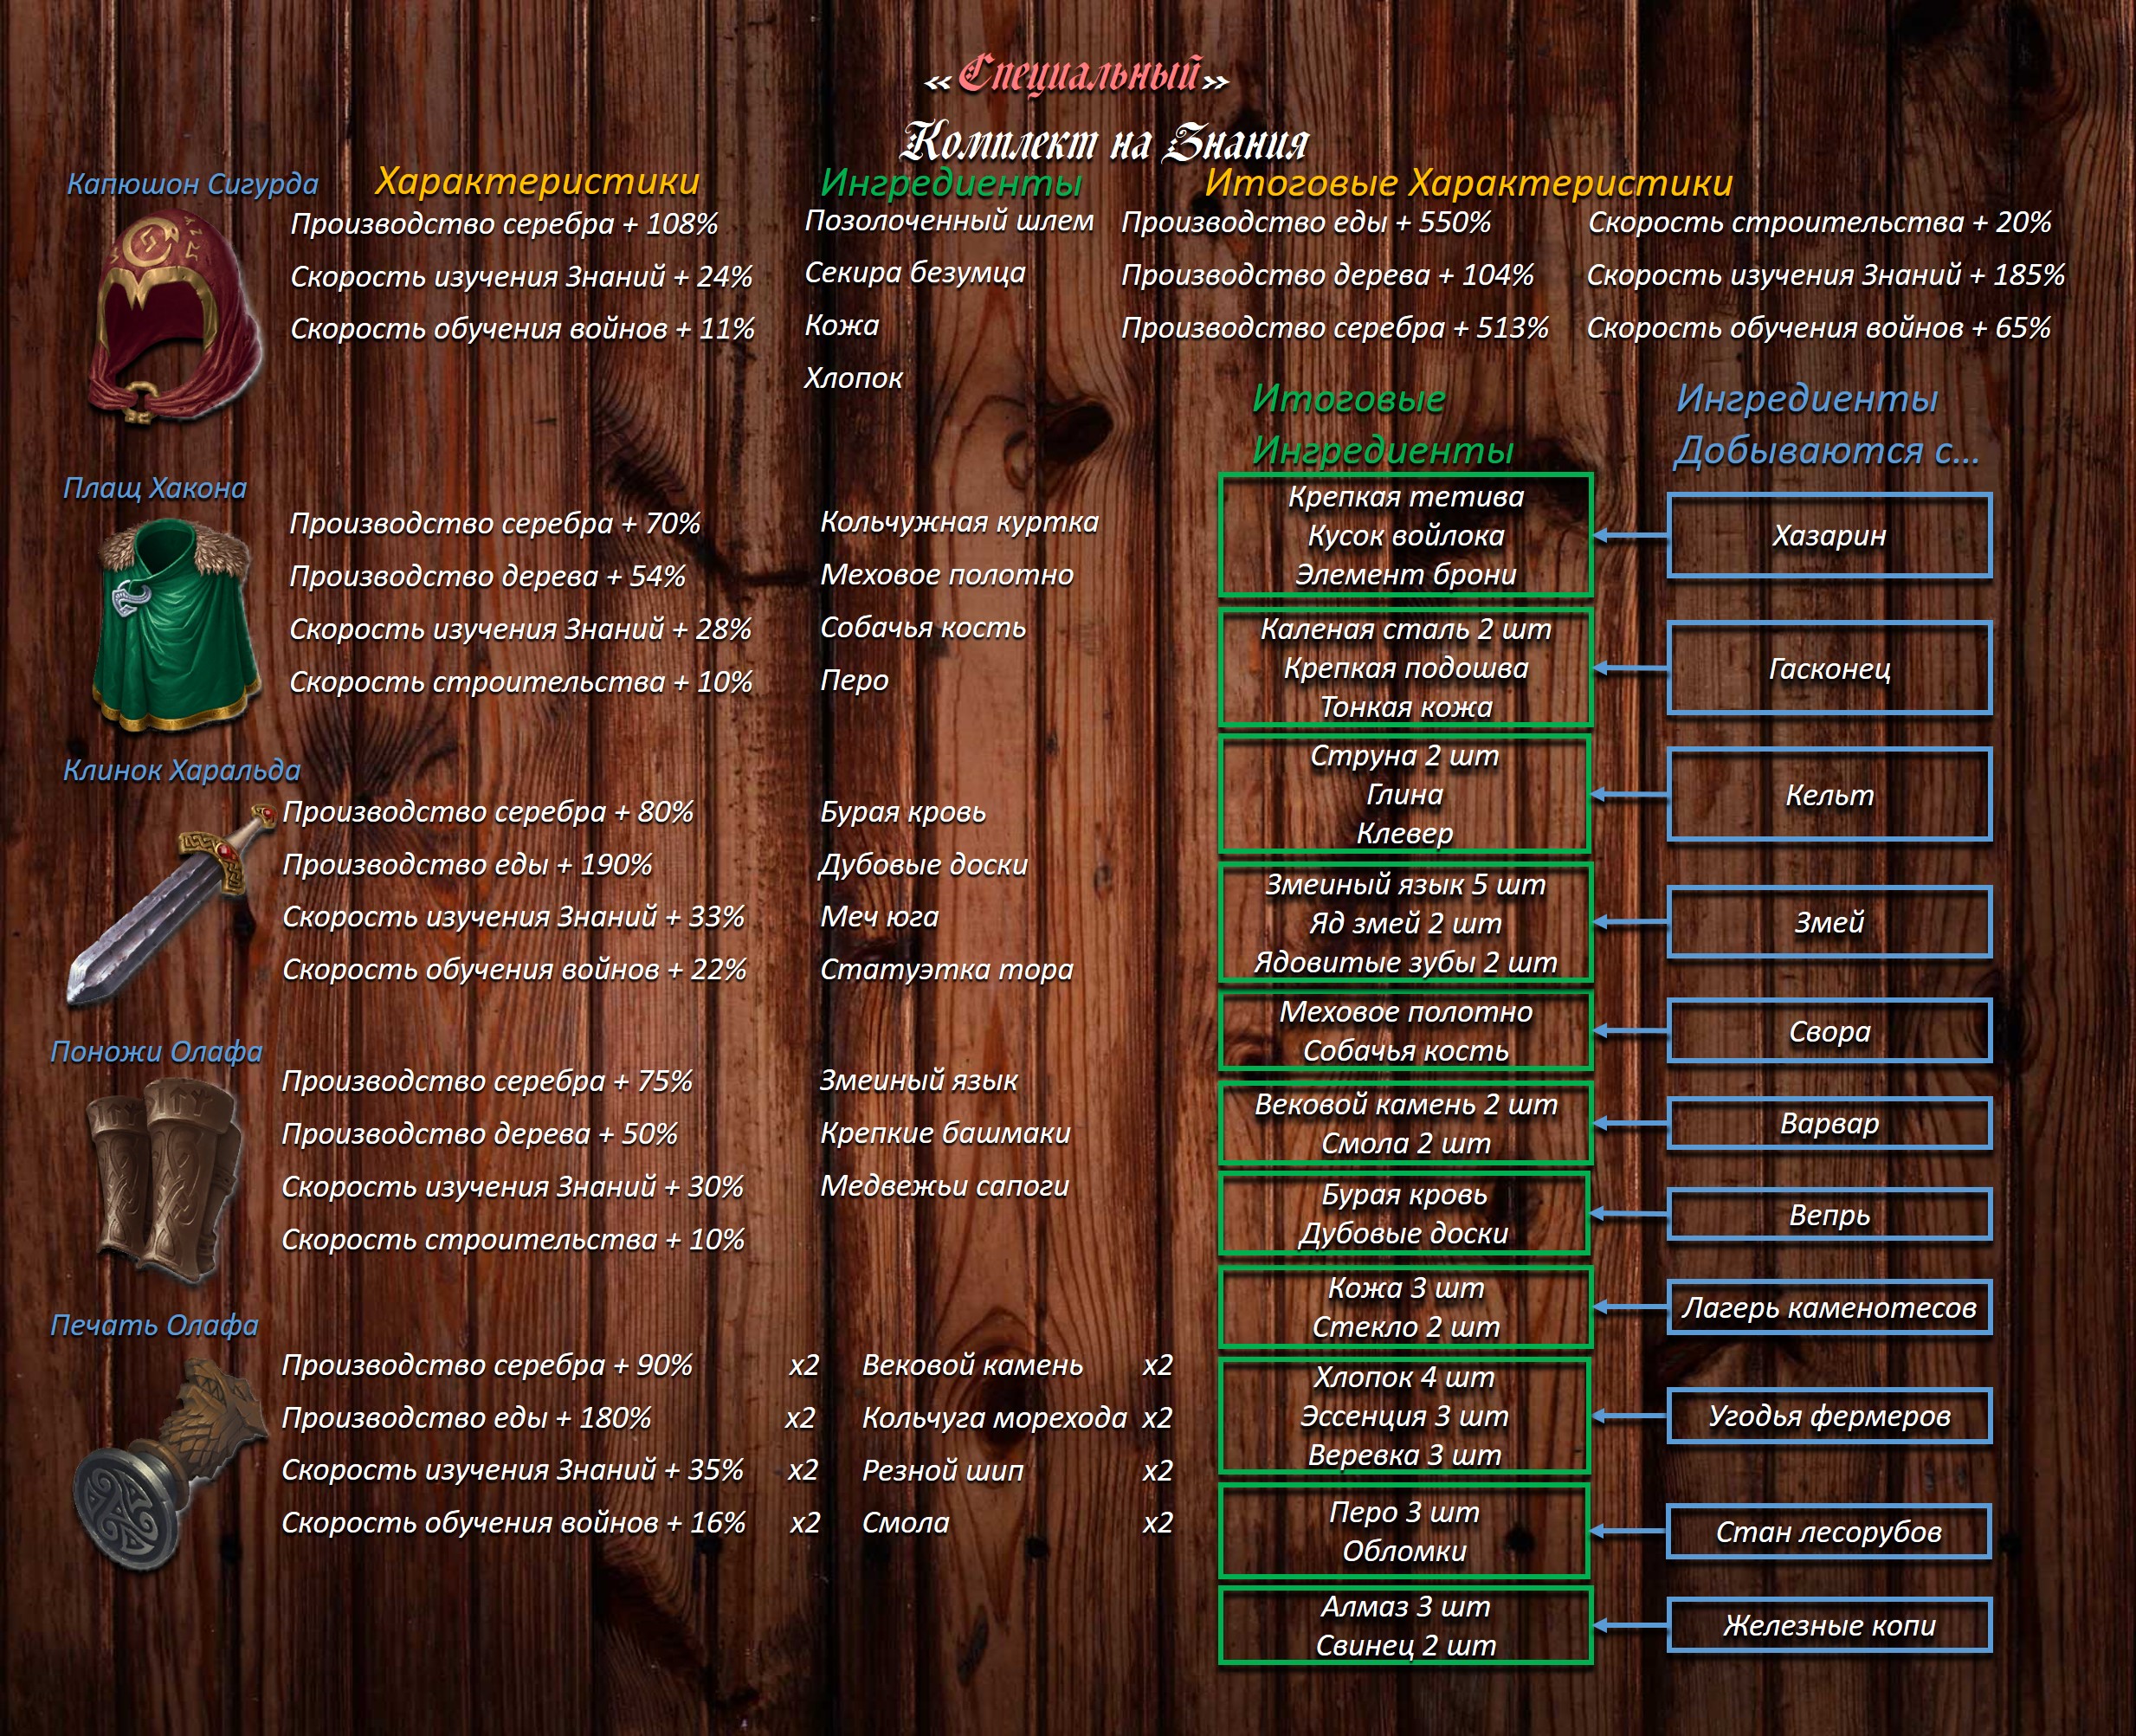 «Специальный»
Комплект на Знания
Капюшон Сигурда
Характеристики
Производство серебра + 108%
Скорость изучения Знаний + 24%
Скорость обучения войнов + 11%
Ингредиенты
Позолоченный шлем
Секира безумца
Кожа
Хлопок
Итоговые Характеристики
Производство еды + 550%
Производство дерева + 104%
Производство серебра + 513%
Скорость строительства + 20%
Скорость изучения Знаний + 185%
Скорость обучения войнов + 65%
Плащ Хакона
Производство серебра + 70%
Производство дерева + 54%
Скорость изучения Знаний + 28%
Скорость строительства + 10%
Кольчужная куртка
Меховое полотно
Собачья кость
Перо
Клинок Харальда
Производство серебра + 80%
Производство еды + 190%
Скорость изучения Знаний + 33%
Скорость обучения войнов + 22%
Бурая кровь
Дубовые доски
Меч юга
Статуэтка тора
Поножи Олафа
Производство серебра + 75%
Производство дерева + 50%
Скорость изучения Знаний + 30%
Скорость строительства + 10%
Змеиный язык
Крепкие башмаки
Медвежьи сапоги
Печать Олафа
Производство серебра + 90% x2
Производство еды + 180% x2
Скорость изучения Знаний + 35% x2
Скорость обучения войнов + 16% x2
Вековой камень x2
Кольчуга морехода x2
Резной шип x2
Смола x2
Итоговые
Ингредиенты
Ингредиенты
Добываются с...
Крепкая тетива
Кусок войлока
Элемент брони
Хазарин
Каленая сталь 2 шт
Крепкая подошва
Тонкая кожа
Гасконец
Струна 2 шт
Глина
Клевер
Кельт
Змеиный язык 5 шт
Яд змей 2 шт
Ядовитые зубы 2 шт
Змей
Меховое полотно
Собачья кость
Свора
Вековой камень 2 шт
Смола 2 шт
Варвар
Бурая кровь
Дубовые доски
Вепрь
Кожа 3 шт
Стекло 2 шт
Лагерь каменотесов
Хлопок 4 шт
Эссенция 3 шт
Веревка 3 шт
Угодья фермеров
Перо 3 шт
Обломки
Стан лесорубов
Алмаз 3 шт
Свинец 2 шт
Железные копи